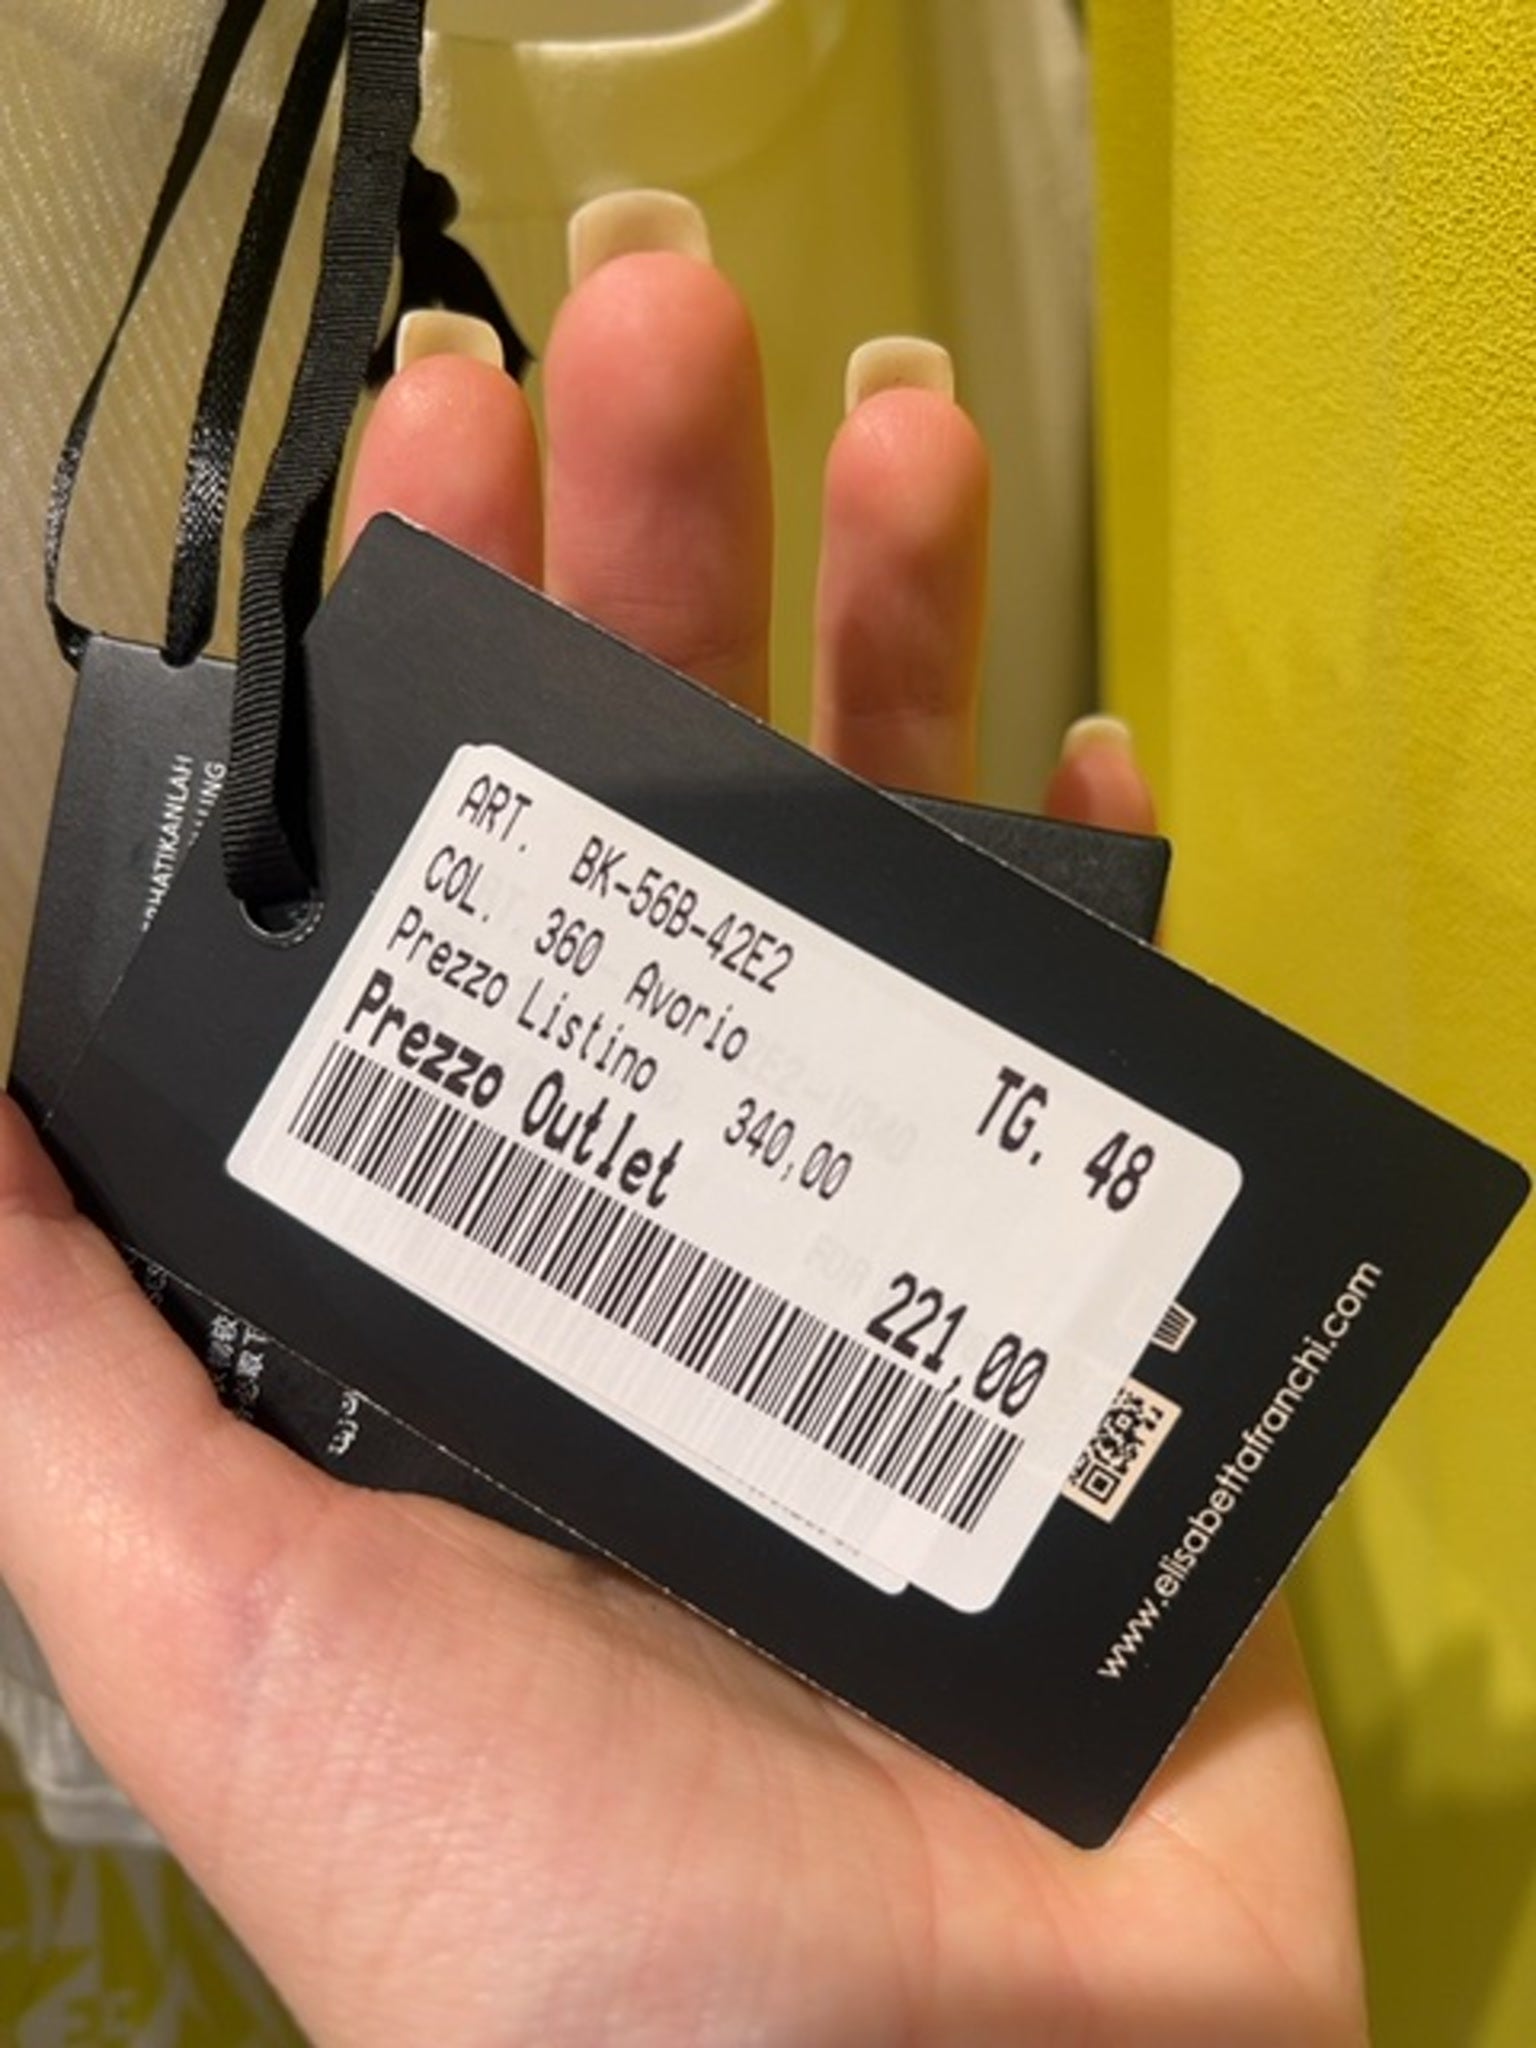 ART. BK-56B-42E2
COL. 360 Avorio
TG. 48
Prezzo Listino 340,00
Prezzo Outlet 221,00
www.elisabettafranchi.com